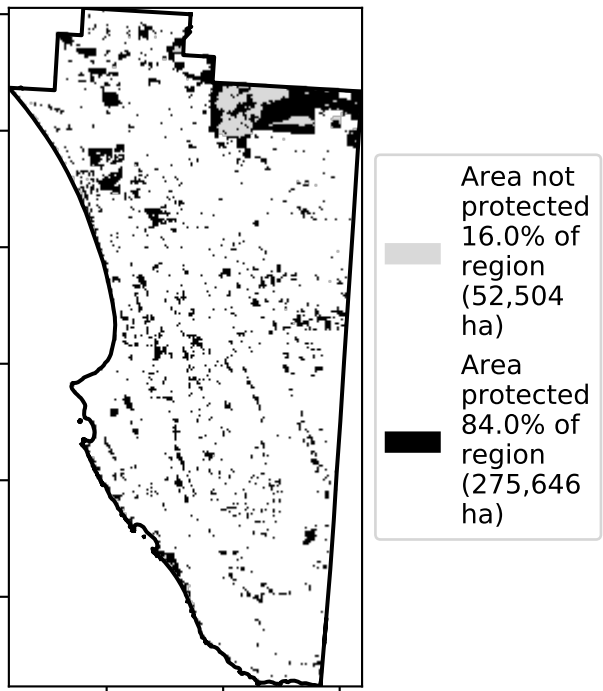 Area not
protected
16.0% of
region
(52,504
ha)
Area
protected
84.0% of
region
(275,646
ha)